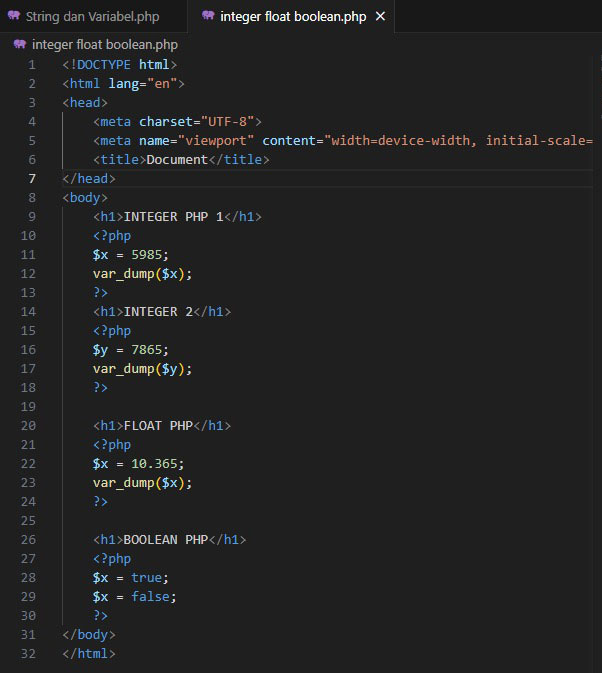 String dan Variabel.php integer float boolean.php ×
integer float boolean.php
1 <!DOCTYPE html>
2 <html lang="en">
3 <head>
4 <meta charset="UTF-8">
5 <meta name="viewport" content="width=device-width, initial-scale=
6 <title>Document</title>
7 </head>
8 <body>
9 <h1>INTEGER PHP 1</h1>
10 <?php
11 $x = 5985;
12 var_dump($x);
13 ?>
14 <h1>INTEGER 2</h1>
15 <?php
16 $y = 7865;
17 var_dump($y);
18 ?>
19
20 <h1>FLOAT PHP</h1>
21 <?php
22 $x = 10.365;
23 var_dump($x);
24 ?>
25
26 <h1>BOOLEAN PHP</h1>
27 <?php
28 $x = true;
29 $x = false;
30 ?>
31 </body>
32 </html>